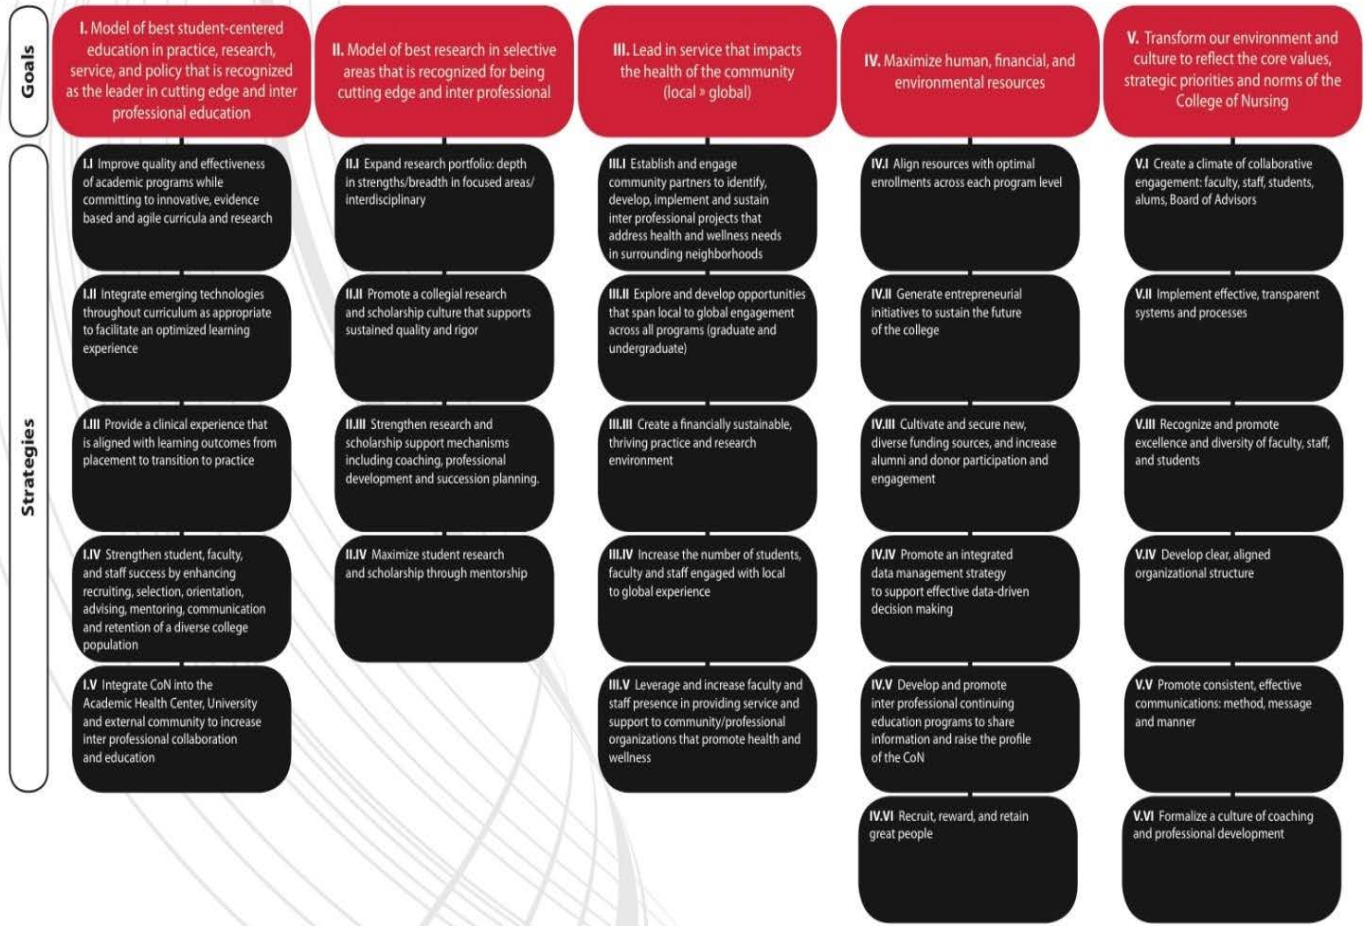 Goals
I. Model of best student-centered
education in practice, research,
service, and policy that is recognized
as the leader in cutting edge and inter
professional education
II. Model of best research in selective
areas that is recognized for being
cutting edge and inter professional
III. Lead in service that impacts
the health of the community
(local » global)
IV. Maximize human, financial, and
environmental resources
V. Transform our environment and
culture to reflect the core values,
strategic priorities and norms of the
College of Nursing
Strategies
I.I Improve quality and effectiveness
of academic programs while
committing to innovative, evidence
based and agile curricula and research
I.II Integrate emerging technologies
throughout curriculum as appropriate
to facilitate an optimized learning
experience
I.III Provide a clinical experience that
is aligned with learning outcomes from
placement to transition to practice
I.IV Strengthen student, faculty,
and staff success by enhancing
recruiting, selection, orientation,
advising, mentoring, communication
and retention of a diverse college
population
I.V Integrate CoN into the
Academic Health Center, University
and external community to increase
inter professional collaboration
and education
II.I Expand research portfolio: depth
in strengths/breadth in focused areas/
interdisciplinary
II.II Promote a collegial research
and scholarship culture that supports
sustained quality and rigor
II.III Strengthen research and
scholarship support mechanisms
including coaching, professional
development and succession planning.
II.IV Maximize student research
and scholarship through mentorship
III.I Establish and engage
community partners to identify,
develop, implement and sustain
inter professional projects that
address health and wellness needs
in surrounding neighborhoods
III.II Explore and develop opportunities
that span local to global engagement
across all programs (graduate and
undergraduate)
III.III Create a financially sustainable,
thriving practice and research
environment
III.IV Increase the number of students,
faculty and staff engaged with local
to global experience
III.V Leverage and increase faculty and
staff presence in providing service and
support to community/professional
organizations that promote health and
wellness
IV.I Align resources with optimal
enrollments across each program level
IV.II Generate entrepreneurial
initiatives to sustain the future
of the college
IV.III Cultivate and secure new,
diverse funding sources, and increase
alumni and donor participation and
engagement
IV.IV Promote an integrated
data management strategy
to support effective data-driven
decision making
IV.V Develop and promote
inter professional continuing
education programs to share
information and raise the profile
of the CoN
IV.VI Recruit, reward, and retain
great people
V.I Create a climate of collaborative
engagement: faculty, staff, students,
alums, Board of Advisors
V.II Implement effective, transparent
systems and processes
V.III Recognize and promote
excellence and diversity of faculty, staff,
and students
V.IV Develop clear, aligned
organizational structure
V.V Promote consistent, effective
communications: method, message
and manner
V.VI Formalize a culture of coaching
and professional development